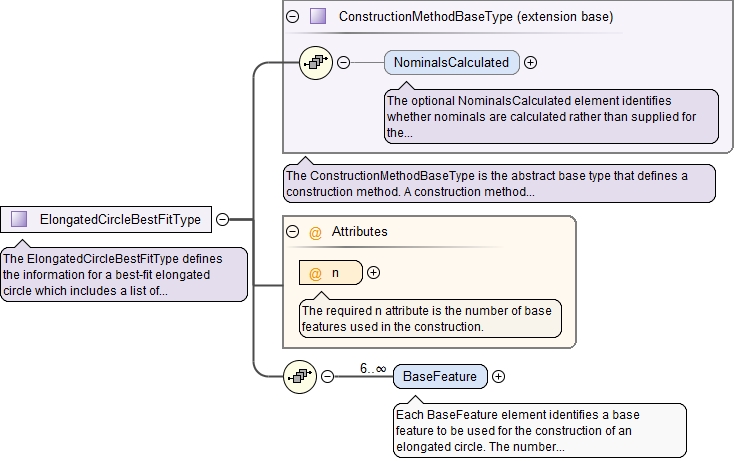 ConstructionMethodBaseType (extension base)
NominalsCalculated
The optional NominalsCalculated element identifies
whether nominals are calculated rather than supplied for
the...
The ConstructionMethodBaseType is the abstract base type that defines a
construction method. A construction method...
ElongatedCircleBestFitType
The ElongatedCircleBestFitType defines
the information for a best-fit elongated
circle which includes a list of...
@ Attributes
@ n
The required n attribute is the number of base
features used in the construction.
6..∞
BaseFeature
Each BaseFeature element identifies a base
feature to be used for the construction of an
elongated circle. The number...